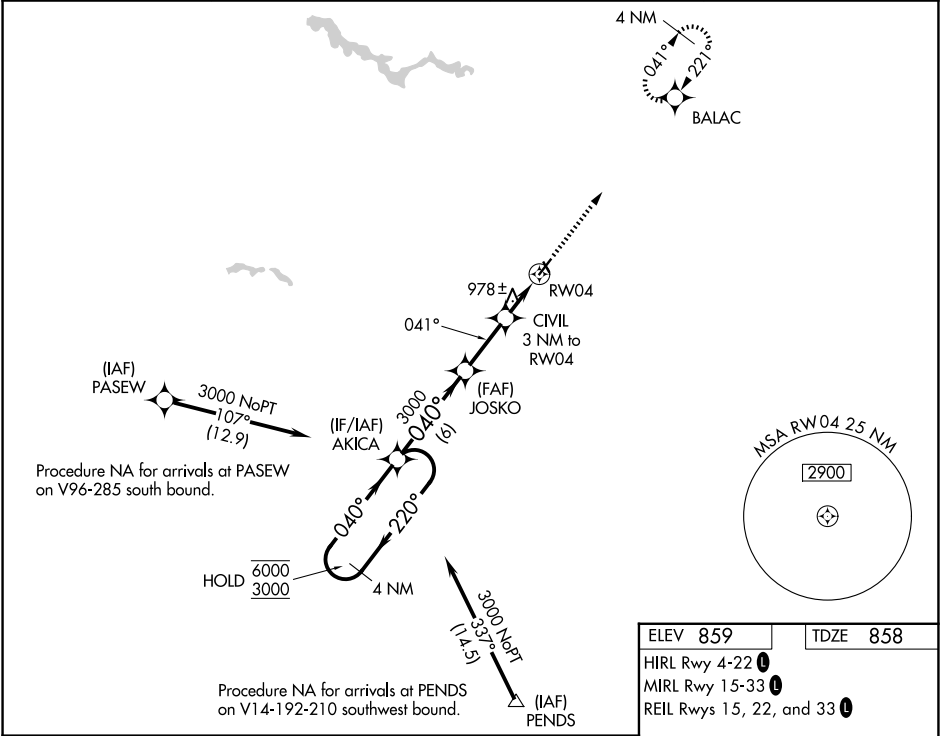 4 NM
041°
221°
BALAC
978±
RW04
041°
CIVIL
3 NM to
RW04
(IAF)
PASEW
3000 NoPT
107°
(12.9)
3000
040°
(6)
(FAF)
JOSKO
(IF/IAF)
AKICA
Procedure NA for arrivals at PASEW
on V96-285 south bound.
040°
220°
HOLD
6000
3000
4 NM
MSA RW04 25 NM
2900
3000 NoPT
337°
(14.5)
Procedure NA for arrivals at PENDS
on V14-192-210 southwest bound.
(IAF)
PENDS
ELEV 859
TDZE 858
HIRL Rwy 4-22 L
MIRL Rwy 15-33 L
REIL Rwys 15, 22, and 33 L